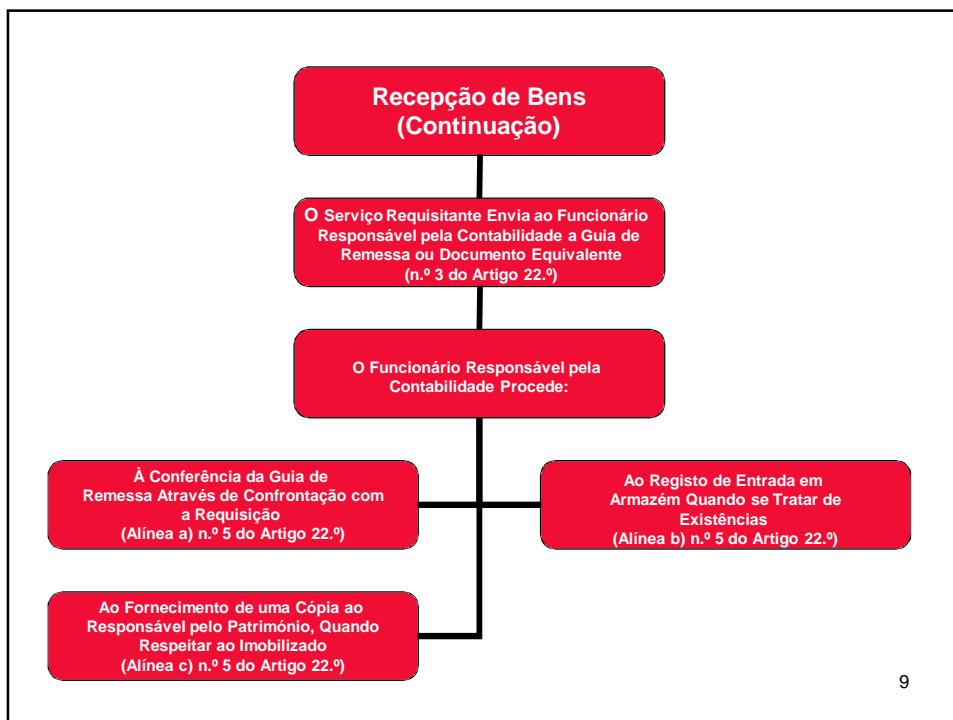 Recepção de Bens
(Continuação)
O Serviço Requisitante Envia ao Funcionário
Responsável pela Contabilidade a Guia de
Remessa ou Documento Equivalente
(n.º 3 do Artigo 22.º)
O Funcionário Responsável pela
Contabilidade Procede:
À Conferência da Guia de
Remessa Através de Confrontação com
a Requisição
(Alínea a) n.º 5 do Artigo 22.º)
Ao Registo de Entrada em
Armazém Quando se Tratar de
Existências
(Alínea b) n.º 5 do Artigo 22.º)
Ao Fornecimento de uma Cópia ao
Responsável pelo Património, Quando
Respeitar ao Imobilizado
(Alínea c) n.º 5 do Artigo 22.º)
9